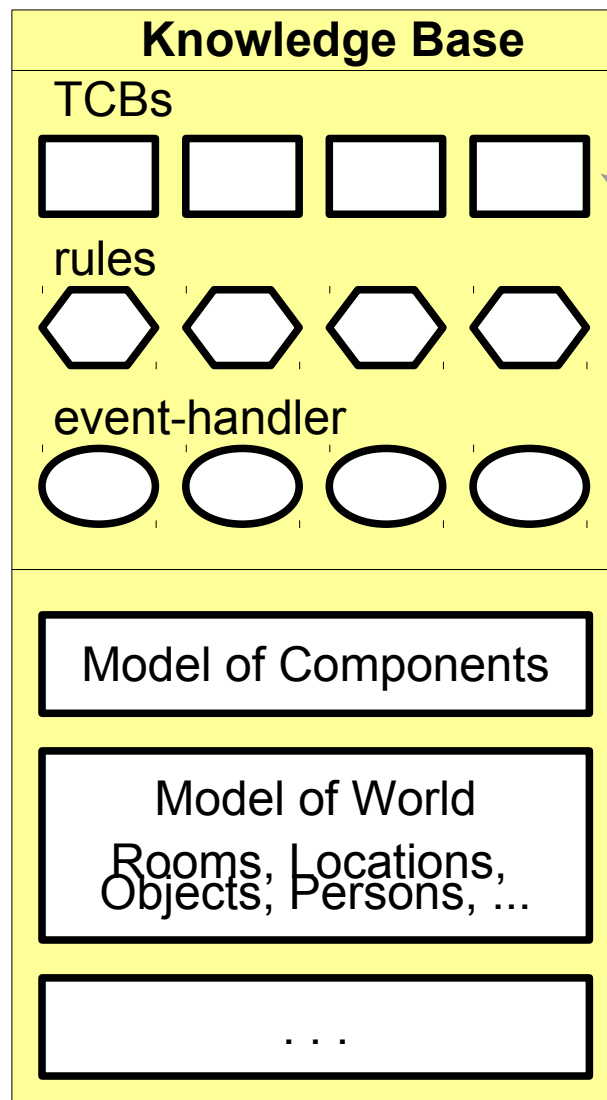 Knowledge Base
TCBs
rules
event-handler
Model of Components
Model of World
Rooms, Locations,
Objects, Persons, ...
. . .